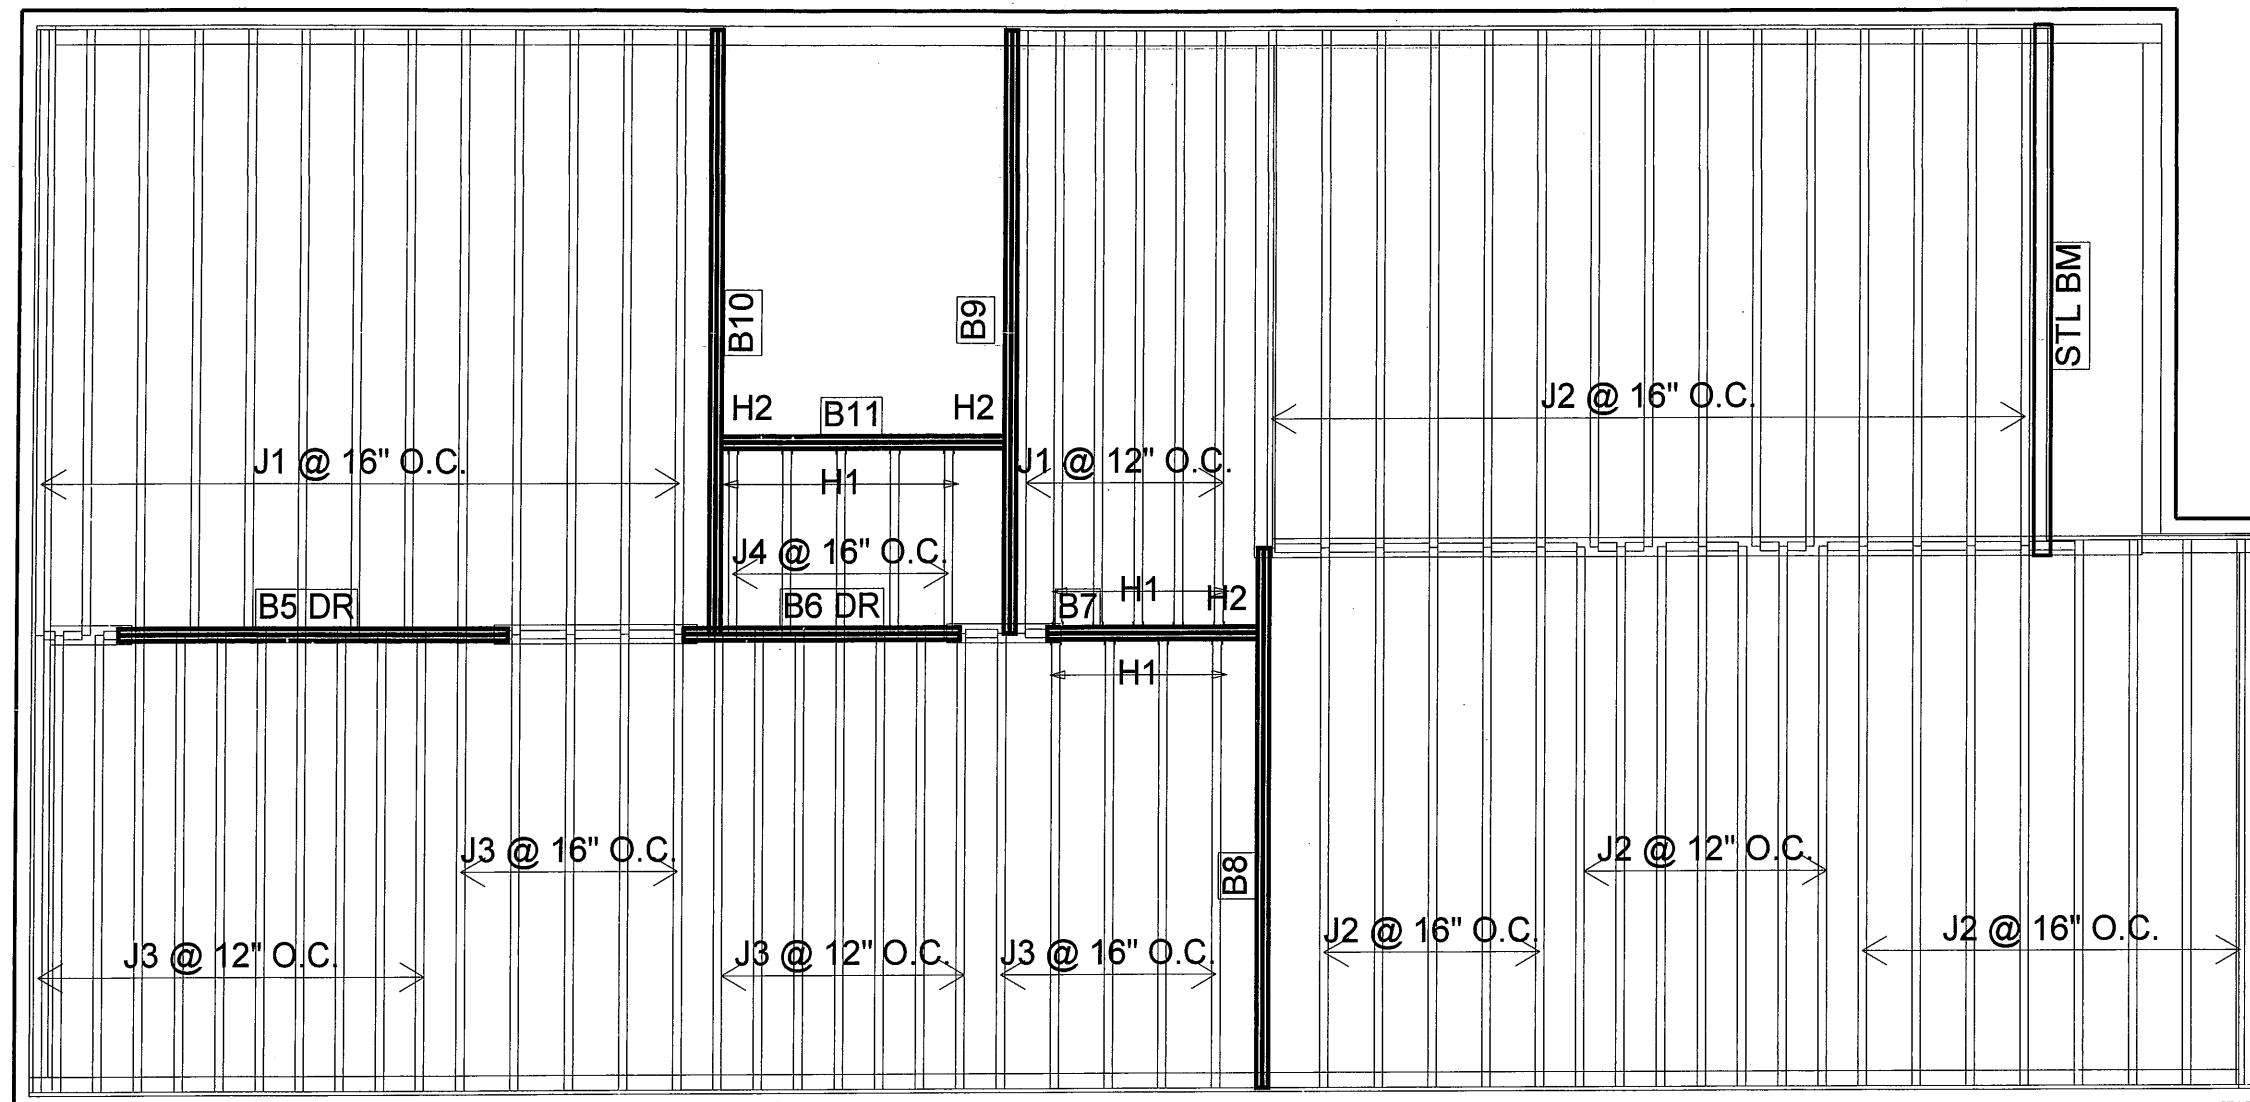 STL BM
B10
B9
J2 @ 16" O.C.
H2
B11
H2
J1 @ 16" O.C.
J1 @ 12" O.C.
H1
J4 @ 16" O.C.
B5 DR
B6 DR
B7
H1
H2
H1
J3 @ 16" O.C.
B8
J2 @ 12" O.C.
J3 @ 12" O.C.
J3 @ 12" O.C.
J3 @ 16" O.C.
J2 @ 16" O.C.
J2 @ 16" O.C.